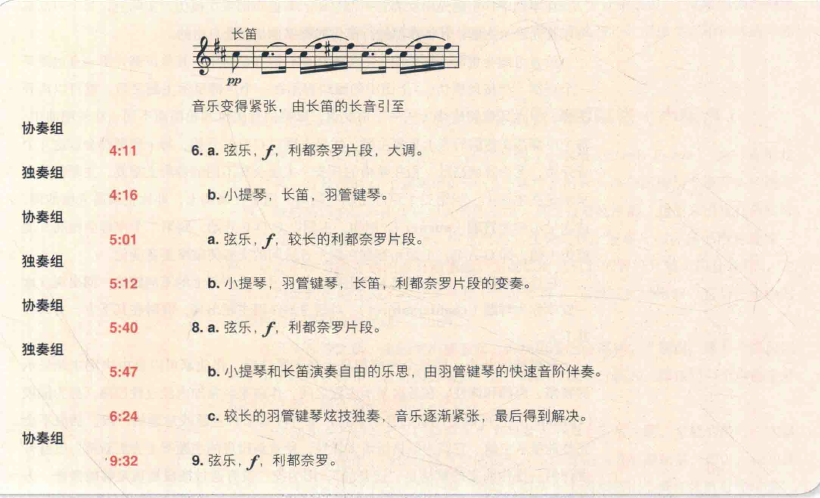 长笛
pp
音乐变得紧张，由长笛的长音引至
协奏组
4:11 6. a. 弦乐，f，利都奈罗片段，大调。
独奏组
4:16 b. 小提琴，长笛，羽管键琴。
协奏组
5:01 a. 弦乐，f，较长的利都奈罗片段。
独奏组
5:12 b. 小提琴，羽管键琴，长笛，利都奈罗片段的变奏。
协奏组
5:40 8. a. 弦乐，f，利都奈罗片段。
独奏组
5:47 b. 小提琴和长笛演奏自由的乐思，由羽管键琴的快速音阶伴奏。
6:24 c. 较长的羽管键琴炫技独奏，音乐逐渐紧张，最后得到解决。
协奏组
9:32 9. 弦乐，f，利都奈罗。